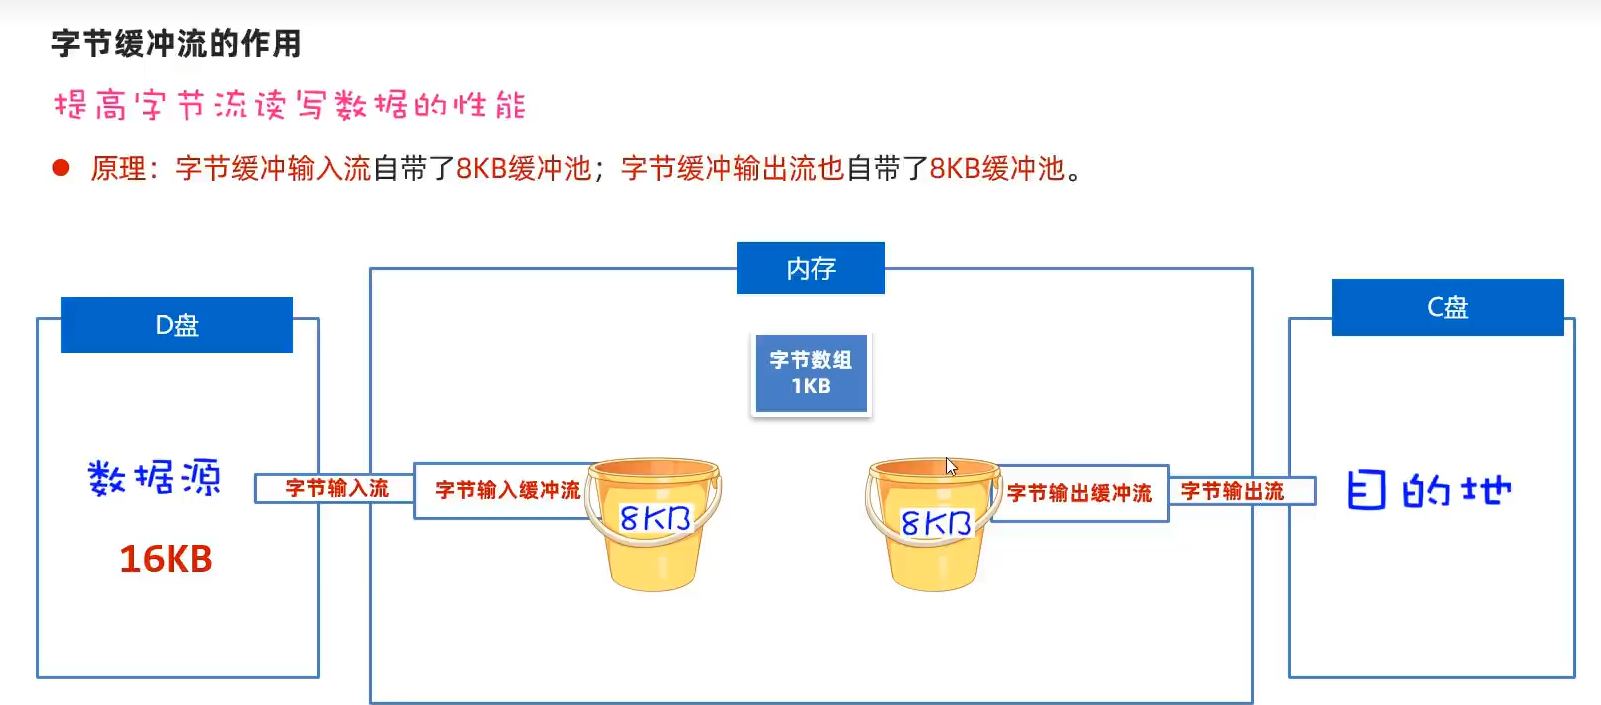 字节缓冲流的作用
提高字节流读写数据的性能
原理：字节缓冲输入流自带了8KB缓冲池；字节缓冲输出流也自带了8KB缓冲池。
内存
D盘
C盘
字节数组
1KB
数据源
字节输入流
字节输入缓冲流
8KB
8KB
字节输出缓冲流
字节输出流
目的地
16KB